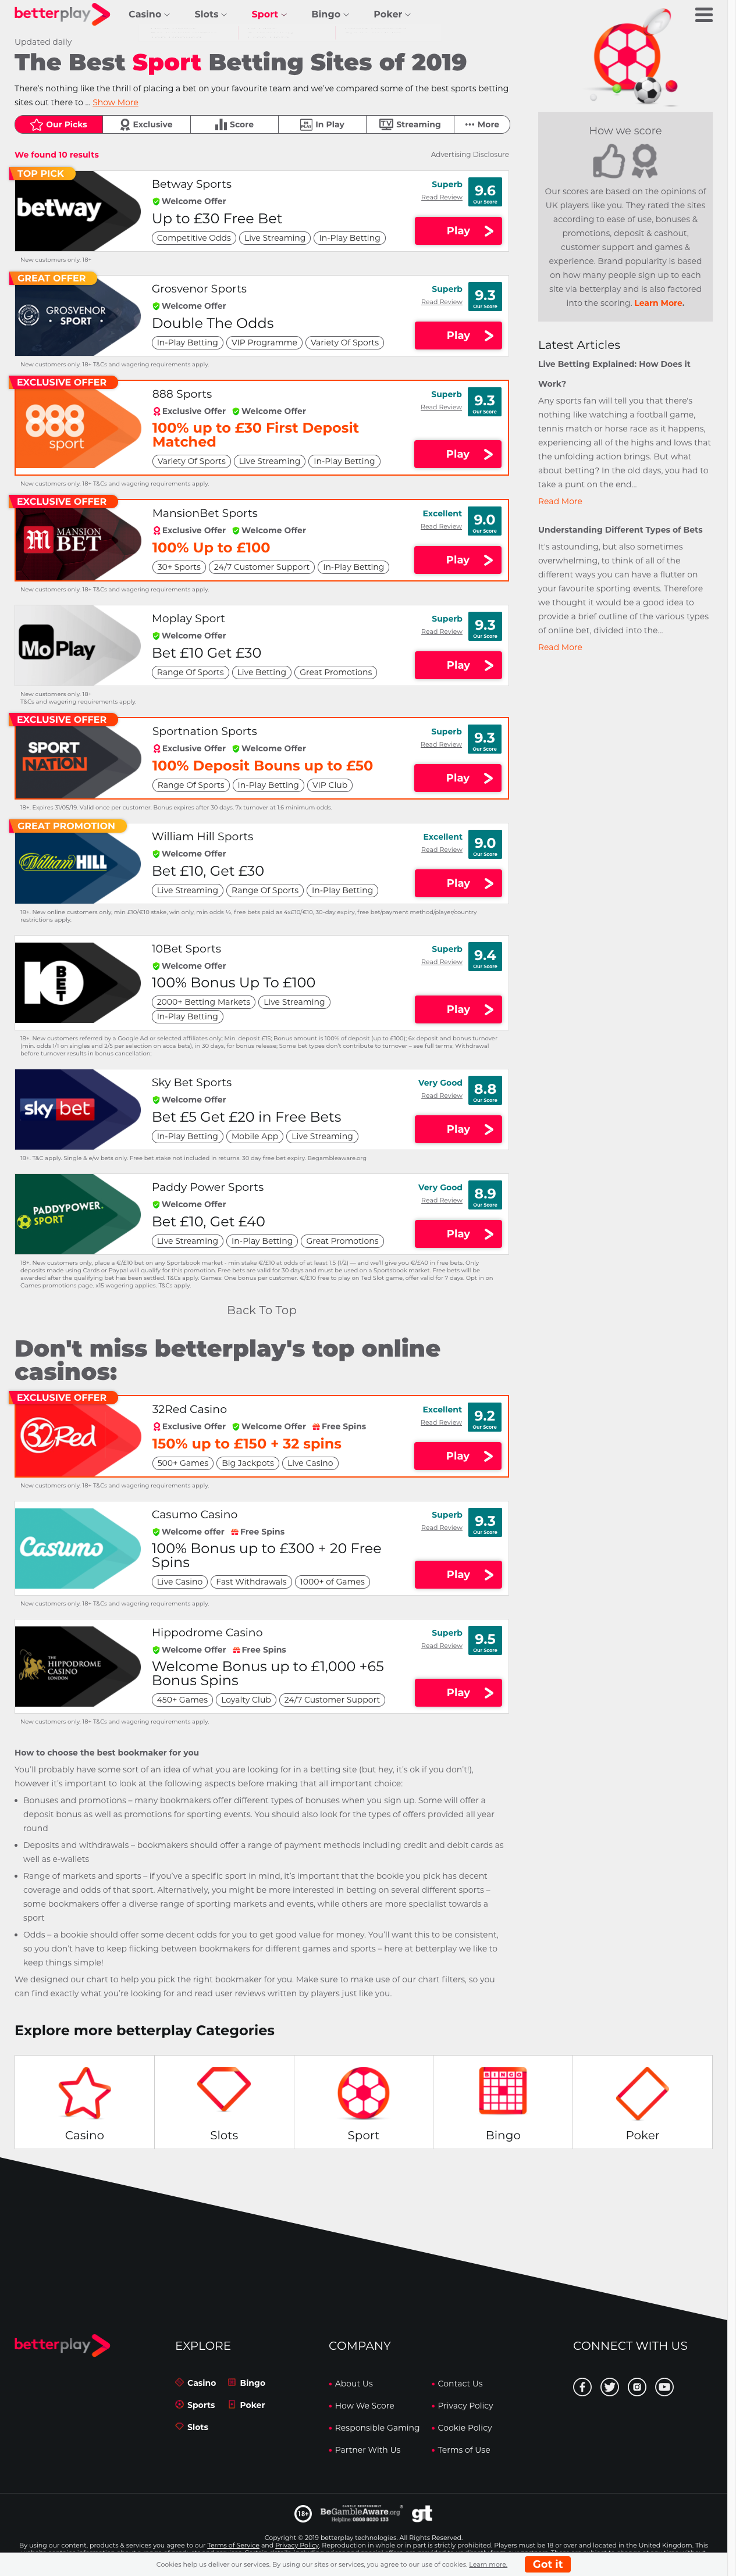 betterplay
Casino Slots Sport Bingo Poker
Updated daily
The Best Sport Betting Sites of 2019
There's nothing like the thrill of placing a bet on your favourite team and we've compared some of the best sports betting
sites out there to ... Show More
Our Picks Exclusive Score In Play Streaming More
We found 10 results Advertising Disclosure
TOP PICK
betway
Betway Sports
Welcome Offer
Up to £30 Free Bet
Competitive Odds Live Streaming In-Play Betting
Superb
Read Review
9.6
Our Score
Play
New customers only. 18+
GREAT OFFER
GROSVENOR
SPORT
Grosvenor Sports
Welcome Offer
Double The Odds
In-Play Betting VIP Programme Variety Of Sports
Superb
Read Review
9.3
Our Score
Play
New customers only. 18+ T&Cs and wagering requirements apply.
EXCLUSIVE OFFER
888
sport
888 Sports
Exclusive Offer Welcome Offer
100% up to £30 First Deposit
Matched
Variety Of Sports Live Streaming In-Play Betting
Superb
Read Review
9.3
Our Score
Play
New customers only. 18+ T&Cs and wagering requirements apply.
EXCLUSIVE OFFER
M MANSION
BET
MansionBet Sports
Exclusive Offer Welcome Offer
100% Up to £100
30+ Sports 24/7 Customer Support In-Play Betting
Excellent
Read Review
9.0
Our Score
Play
New customers only. 18+ T&Cs and wagering requirements apply.
MoPlay
Moplay Sport
Welcome Offer
Bet £10 Get £30
Range Of Sports Live Betting Great Promotions
Superb
Read Review
9.3
Our Score
Play
New customers only. 18+
T&Cs and wagering requirements apply.
EXCLUSIVE OFFER
SPORT
NATION
Sportnation Sports
Exclusive Offer Welcome Offer
100% Deposit Bouns up to £50
Range Of Sports In-Play Betting VIP Club
Superb
Read Review
9.3
Our Score
Play
18+. Expires 31/05/19. Valid once per customer. Bonus expires after 30 days. 7x turnover at 1.6 minimum odds.
GREAT PROMOTION
William HILL
William Hill Sports
Welcome Offer
Bet £10, Get £30
Live Streaming Range Of Sports In-Play Betting
Excellent
Read Review
9.0
Our Score
Play
18+. New online customers only, min £10/€10 stake, win only, min odds ½, free bets paid as 4x£10/€10, 30-day expiry, free bet/payment method/player/country
restrictions apply.
10 BET
10Bet Sports
Welcome Offer
100% Bonus Up To £100
2000+ Betting Markets Live Streaming
In-Play Betting
Superb
Read Review
9.4
Our Score
Play
18+. New customers referred by a Google Ad or selected affiliates only; Min. deposit £15; Bonus amount is 100% of deposit (up to £100); 6x deposit and bonus turnover
(min. odds 1/1 on singles and 2/5 per selection on acca bets), in 30 days, for bonus release; Some bet types don't contribute to turnover – see full terms; Withdrawal
before turnover results in bonus cancellation;
sky bet
Sky Bet Sports
Welcome Offer
Bet £5 Get £20 in Free Bets
In-Play Betting Mobile App Live Streaming
Very Good
Read Review
8.8
Our Score
Play
18+. T&C apply. Single & e/w bets only. Free bet stake not included in returns. 30 day free bet expiry. Begambleaware.org
PADDYPOWER.
SPORT
Paddy Power Sports
Welcome Offer
Bet £10, Get £40
Live Streaming In-Play Betting Great Promotions
Very Good
Read Review
8.9
Our Score
Play
18+. New customers only, place a €/£10 bet on any Sportsbook market - min stake €/£10 at odds of at least 1.5 (1/2) — and we'll give you €/£40 in free bets. Only
deposits made using Cards or Paypal will qualify for this promotion. Free bets are valid for 30 days and must be used on a Sportsbook market. Free bets will be
awarded after the qualifying bet has been settled. T&Cs apply. Games: One bonus per customer. €/£10 free to play on Ted Slot game, offer valid for 7 days. Opt in on
Games promotions page. x15 wagering applies. T&Cs apply.
Back To Top
Don't miss betterplay's top online
casinos:
EXCLUSIVE OFFER
32Red
32Red Casino
Exclusive Offer Welcome Offer Free Spins
150% up to £150 + 32 spins
500+ Games Big Jackpots Live Casino
Excellent
Read Review
9.2
Our Score
Play
New customers only. 18+ T&Cs and wagering requirements apply.
Casumo
Casumo Casino
Welcome offer Free Spins
100% Bonus up to £300 + 20 Free
Spins
Live Casino Fast Withdrawals 1000+ of Games
Superb
Read Review
9.3
Our Score
Play
New customers only. 18+ T&Cs and wagering requirements apply.
THE
HIPPODROME
CASINO
LONDON
Hippodrome Casino
Welcome Offer Free Spins
Welcome Bonus up to £1,000 +65
Bonus Spins
450+ Games Loyalty Club 24/7 Customer Support
Superb
Read Review
9.5
Our Score
Play
New customers only. 18+ T&Cs and wagering requirements apply.
How we score
Our scores are based on the opinions of
UK players like you. They rated the sites
according to ease of use, bonuses &
promotions, deposit & cashout,
customer support and games &
experience. Brand popularity is based
on how many people sign up to each
site via betterplay and is also factored
into the scoring. Learn More.
Latest Articles
Live Betting Explained: How Does it
Work?
Any sports fan will tell you that there's
nothing like watching a football game,
tennis match or horse race as it happens,
experiencing all of the highs and lows that
the unfolding action brings. But what
about betting? In the old days, you had to
take a punt on the end...
Read More
Understanding Different Types of Bets
It's astounding, but also sometimes
overwhelming, to think of all of the
different ways you can have a flutter on
your favourite sporting events. Therefore
we thought it would be a good idea to
provide a brief outline of the various types
of online bet, divided into the...
Read More
How to choose the best bookmaker for you
You'll probably have some sort of an idea of what you are looking for in a betting site (but hey, it's ok if you don't!),
however it's important to look at the following aspects before making that all important choice:
• Bonuses and promotions – many bookmakers offer different types of bonuses when you sign up. Some will offer a
deposit bonus as well as promotions for sporting events. You should also look for the types of offers provided all year
round
• Deposits and withdrawals – bookmakers should offer a range of payment methods including credit and debit cards as
well as e-wallets
• Range of markets and sports – if you've a specific sport in mind, it's important that the bookie you pick has decent
coverage and odds of that sport. Alternatively, you might be more interested in betting on several different sports –
some bookmakers offer a diverse range of sporting markets and events, while others are more specialist towards a
sport
• Odds – a bookie should offer some decent odds for you to get good value for money. You'll want this to be consistent,
so you don't have to keep flicking between bookmakers for different games and sports – here at betterplay we like to
keep things simple!
We designed our chart to help you pick the right bookmaker for you. Make sure to make use of our chart filters, so you
can find exactly what you're looking for and read user reviews written by players just like you.
Explore more betterplay Categories
Casino Slots Sport Bingo Poker
betterplay
EXPLORE
Casino Bingo
Sports Poker
Slots
COMPANY
• About Us • Contact Us
• How We Score • Privacy Policy
• Responsible Gaming • Cookie Policy
• Partner With Us • Terms of Use
CONNECT WITH US
18+ BeGambleAware.org gt
Helpline 0808 8020 133
Copyright © 2019 betterplay technologies. All Rights Reserved.
By using our content, products & services you agree to our Terms of Service and Privacy Policy. Reproduction in whole or in part is strictly prohibited. Players must be 18 or over and located in the United Kingdom. This
Cookies help us deliver our services. By using our sites or services, you agree to our use of cookies. Learn more. Got it